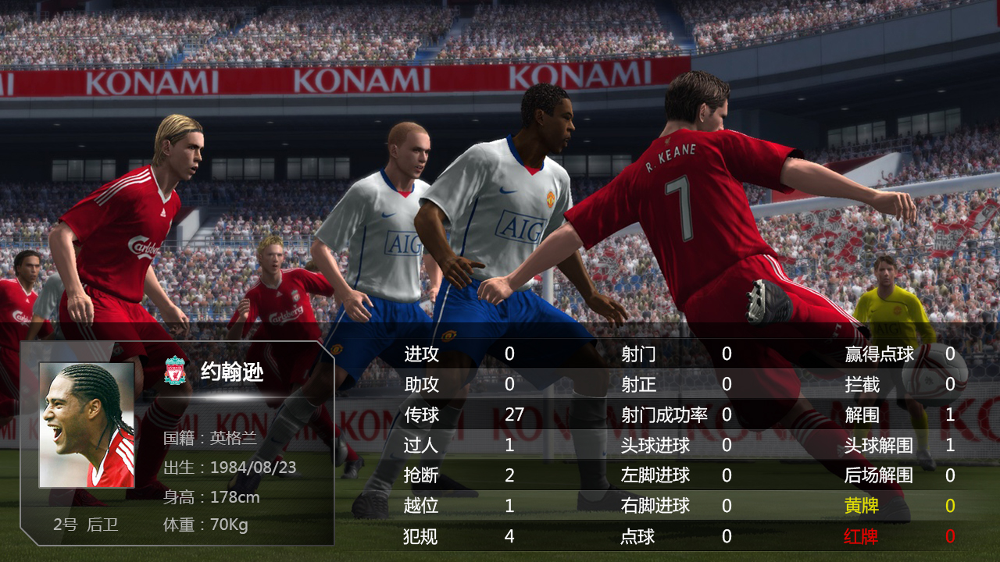 KONAMI KONAMI KONAMI
R. KEANE
7
Carlsberg
Carlsberg
AIG
AIG
KONAMI
约翰逊
国籍：英格兰
出生：1984/08/23
身高：178cm
体重：70Kg
2号 后卫
进攻 0 射门 0 赢得点球 0
助攻 0 射正 0 拦截 0
传球 27 射门成功率 0 解围 1
过人 1 头球进球 0 头球解围 1
抢断 2 左脚进球 0 后场解围 0
越位 1 右脚进球 0 黄牌 0
犯规 4 点球 0 红牌 0